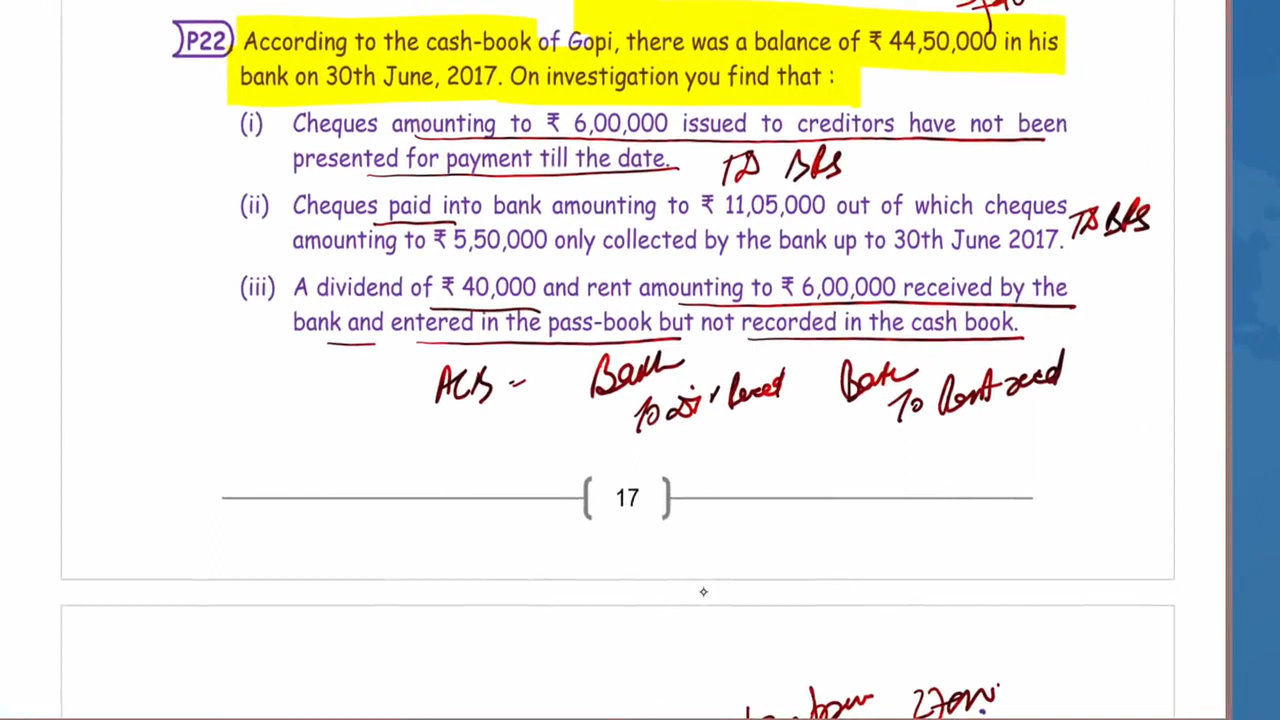 P22 According to the cash-book of Gopi, there was a balance of ₹ 44,50,000 in his
bank on 30th June, 2017. On investigation you find that :
(i) Cheques amounting to ₹ 6,00,000 issued to creditors have not been
presented for payment till the date.
BRS
(ii) Cheques paid into bank amounting to ₹ 11,05,000 out of which cheques
BRS
amounting to ₹ 5,50,000 only collected by the bank up to 30th June 2017.
(iii) A dividend of ₹ 40,000 and rent amounting to ₹ 6,00,000 received by the
bank and entered in the pass-book but not recorded in the cash book.
ACB - Bank Bank
To Div Recd To Rent recd
17